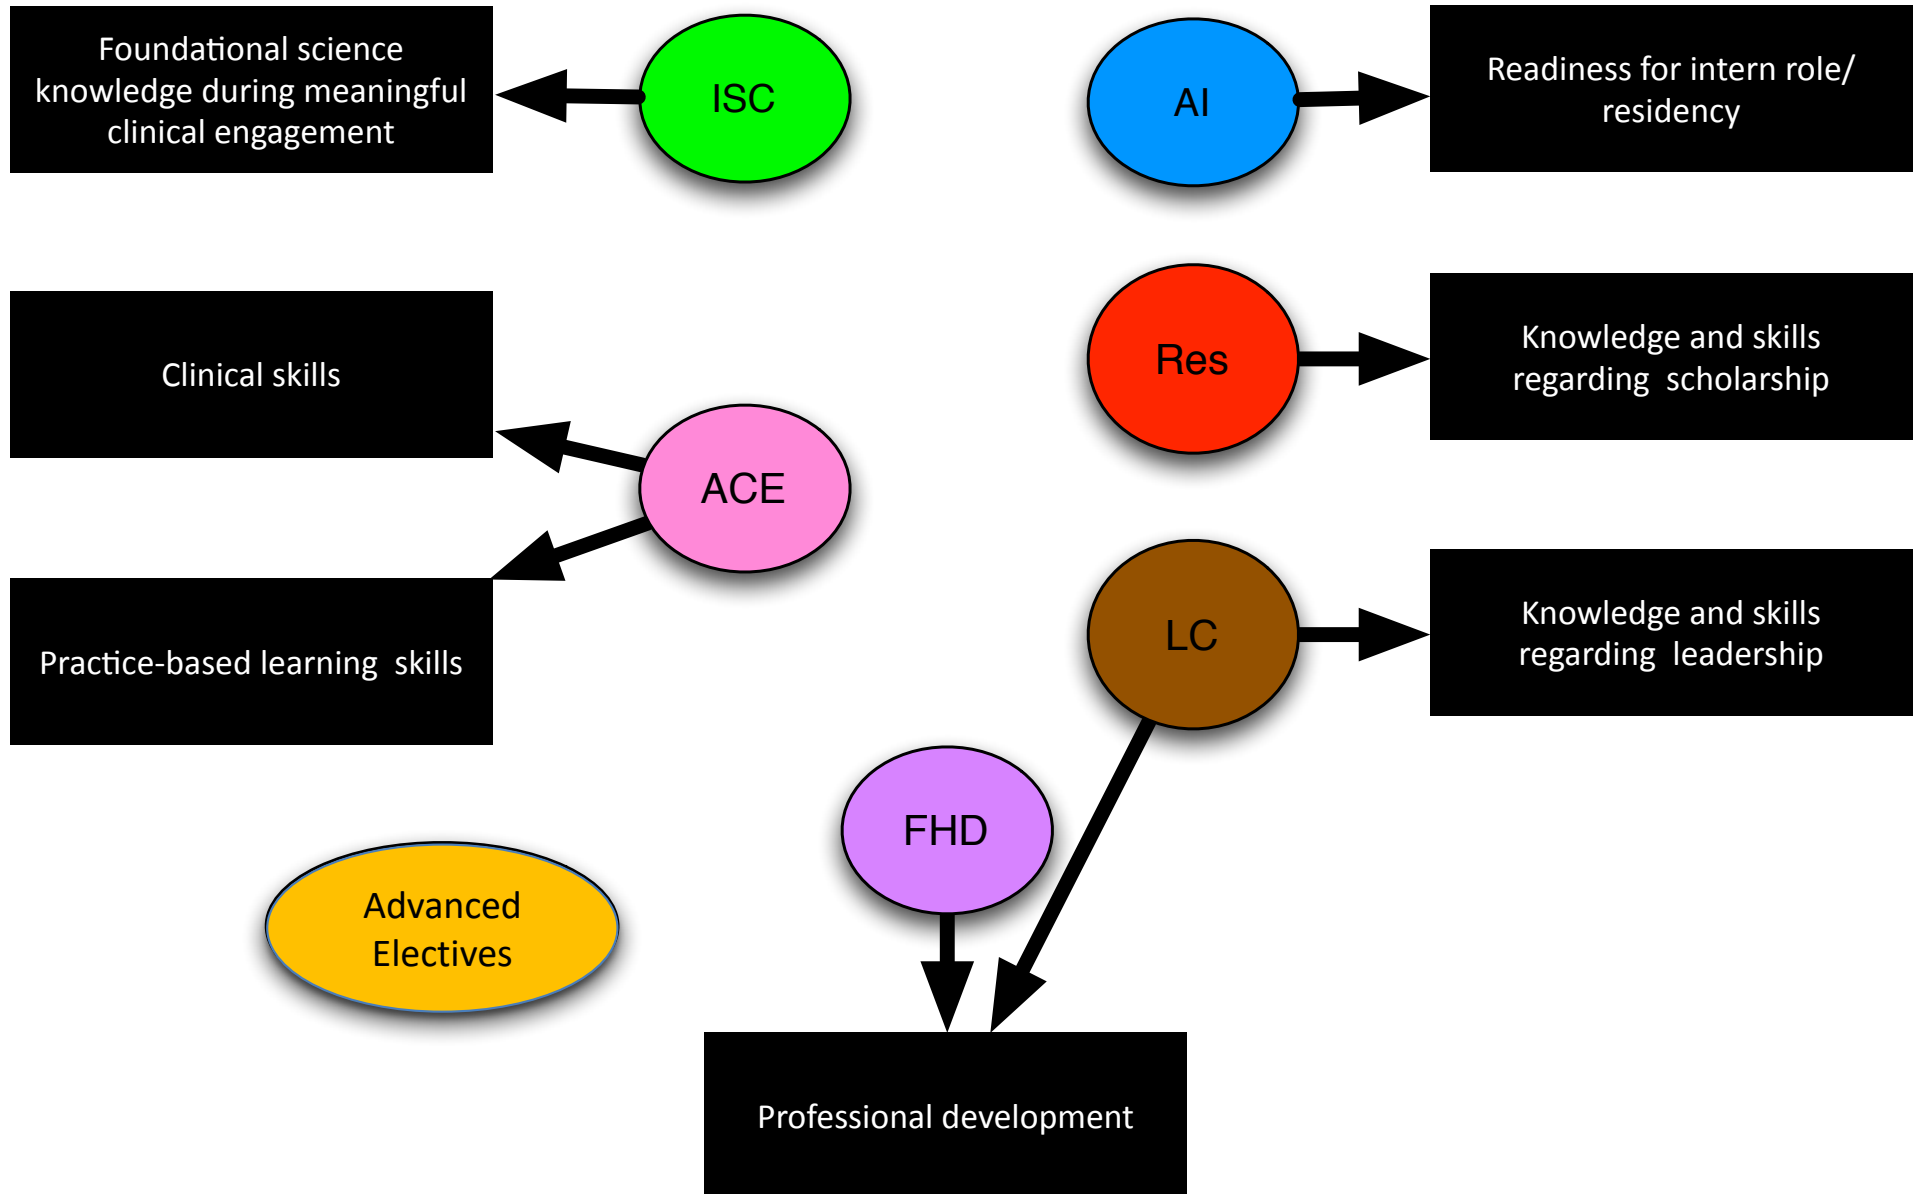 Foundational science
knowledge during meaningful
clinical engagement
ISC
AI
Readiness for intern role/
residency
Clinical skills
Res
Knowledge and skills
regarding  scholarship
ACE
Practice-based learning  skills
LC
Knowledge and skills
regarding  leadership
FHD
Advanced
Electives
Professional development